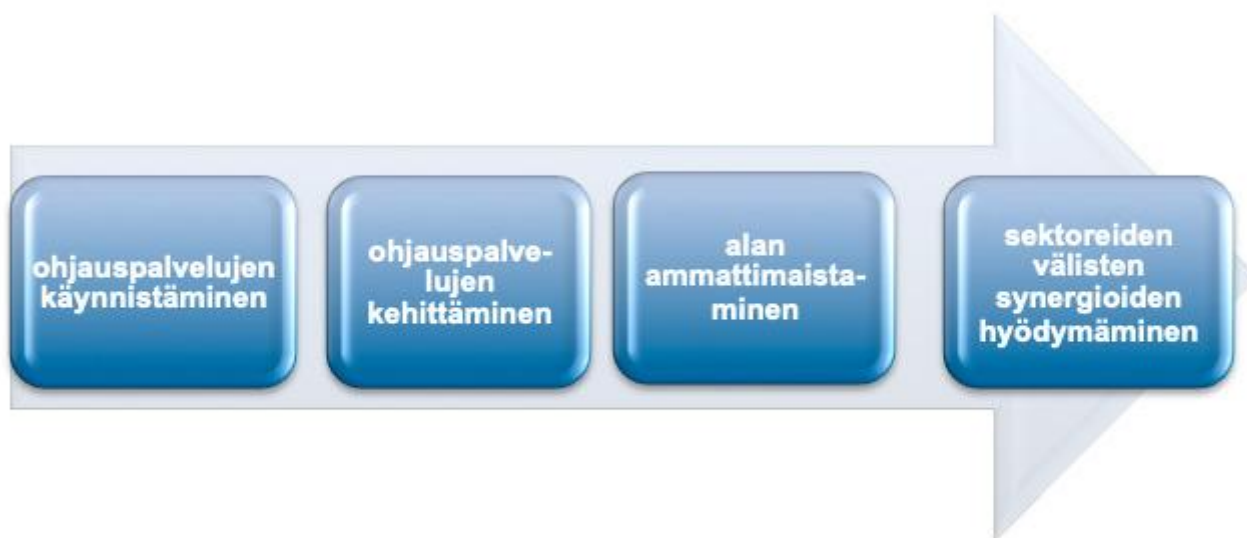 ohjauspalvelujen
käynnistäminen
ohjauspalve-
lujen
kehittäminen
alan
ammattimaista-
minen
sektoreiden
välisten
synergioiden
hyödymäminen